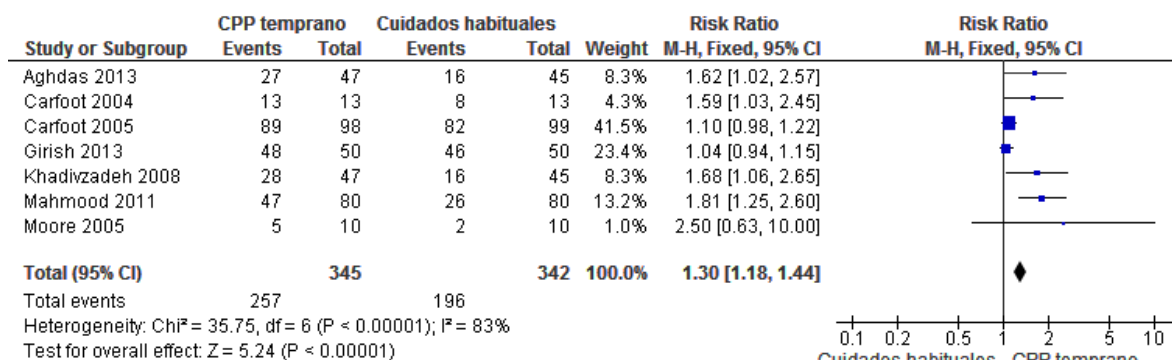 CPP temprano Cuidados habituales Risk Ratio Risk Ratio
Study or Subgroup Events Total Events Total Weight M-H, Fixed, 95% CI M-H, Fixed, 95% CI
Aghdas 2013 27 47 16 45 8.3% 1.62 [1.02, 2.57]
Carfoot 2004 13 13 8 13 4.3% 1.59 [1.03, 2.45]
Carfoot 2005 89 98 82 99 41.5% 1.10 [0.98, 1.22]
Girish 2013 48 50 46 50 23.4% 1.04 [0.94, 1.15]
Khadivzadeh 2008 28 47 16 45 8.3% 1.68 [1.06, 2.65]
Mahmood 2011 47 80 26 80 13.2% 1.81 [1.25, 2.60]
Moore 2005 5 10 2 10 1.0% 2.50 [0.63, 10.00]
Total (95% CI) 345 342 100.0% 1.30 [1.18, 1.44]
Total events 257 196
Heterogeneity: Chi² = 35.75, df = 6 (P < 0.00001); I² = 83%
Test for overall effect: Z = 5.24 (P < 0.00001)
0.1 0.2 0.5 1 2 5 10
Cuidados habituales CPP temprano